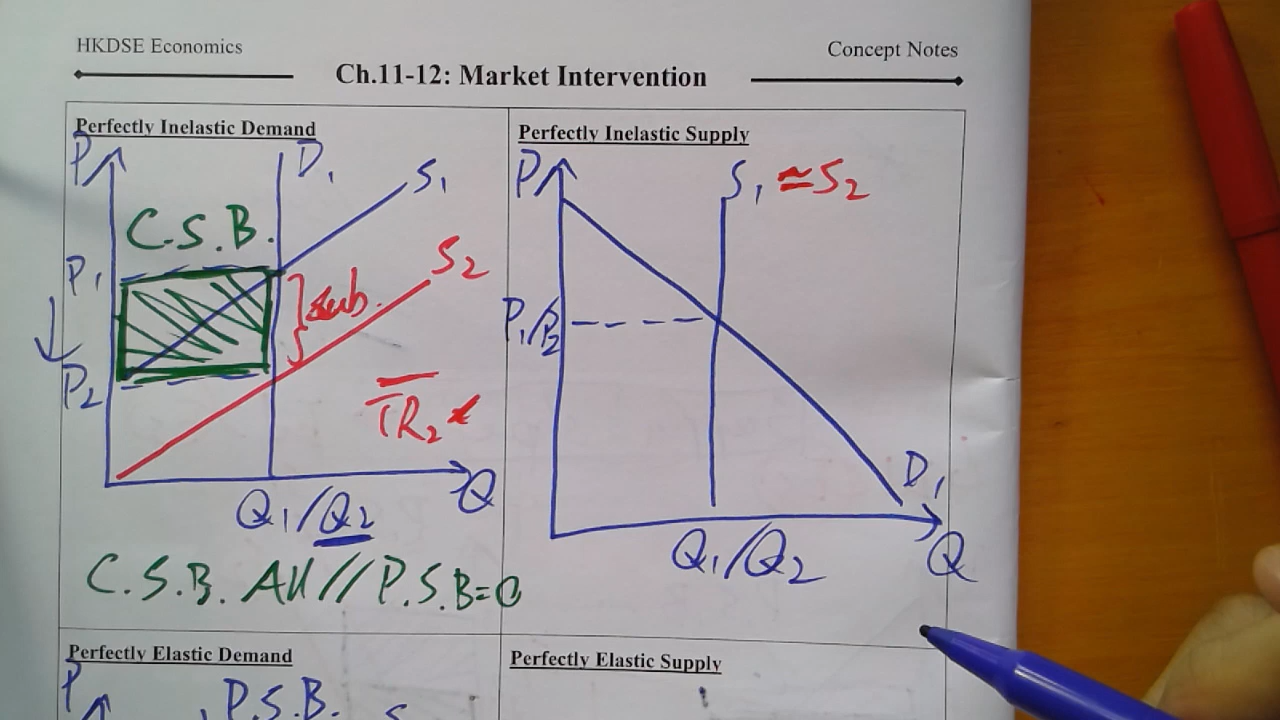 HKDSE Economics
Concept Notes
Ch.11-12: Market Intervention
Perfectly Inelastic Demand
P
D1
S1
C.S.B.
P1
S2
sub.
P2
TR2
Q
Q1/Q2
C.S.B. All // P.S.B=0
Perfectly Inelastic Supply
P
S1 ≈ S2
P1/P2
D1
Q1/Q2
Q
Perfectly Elastic Demand
P
P.S.B.
S
Perfectly Elastic Supply